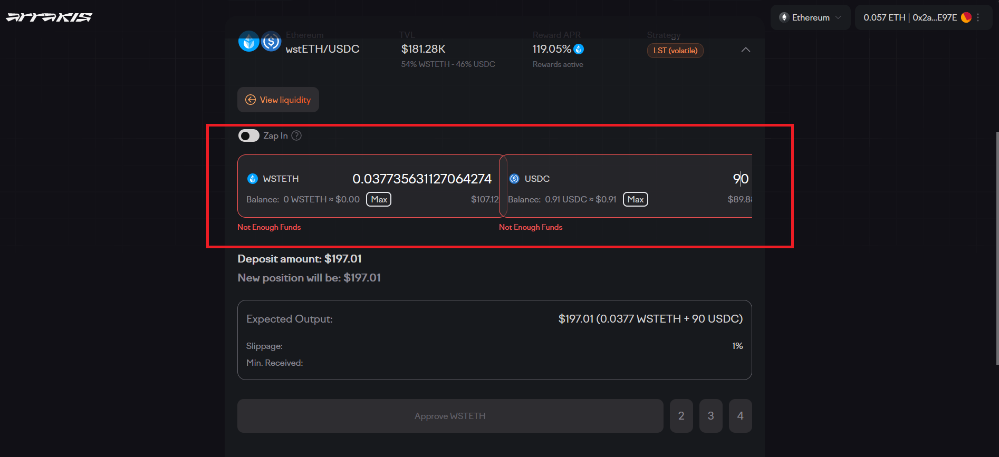 arrakis
Ethereum
0.057 ETH | 0x2a...E97E
Ethereum TVL Reward APR Strategy
wstETH/USDC $181.28K 119.05% LST (volatile)
54% WSTETH - 46% USDC Rewards active
View liquidity
Zap In ?
WSTETH 0.037735631127064274 USDC 90
Balance: 0 WSTETH ≈ $0.00 Max $107.12 Balance: 0.91 USDC ≈ $0.91 Max $89.88
Not Enough Funds Not Enough Funds
Deposit amount: $197.01
New position will be: $197.01
Expected Output: $197.01 (0.0377 WSTETH + 90 USDC)
Slippage: 1%
Min. Received:
Approve WSTETH 2 3 4